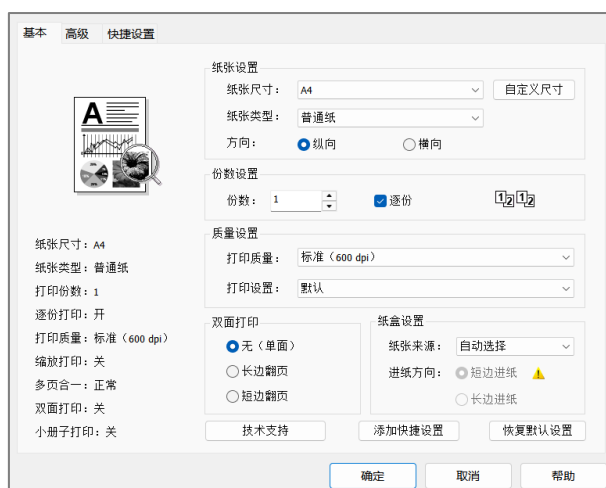 基本 高级 快捷设置
纸张设置
纸张尺寸： A4 自定义尺寸
纸张类型： 普通纸
方向： 纵向 横向
份数设置
份数： 1 逐份 1 2 1 2
质量设置
打印质量： 标准（600 dpi）
打印设置： 默认
双面打印
无（单面）
长边翻页
短边翻页
纸盒设置
纸张来源： 自动选择
进纸方向： 短边进纸
长边进纸
A
纸张尺寸：A4
纸张类型：普通纸
打印份数：1
逐份打印：开
打印质量：标准（600 dpi）
缩放打印：关
多页合一：正常
双面打印：关
小册子打印：关
技术支持 添加快捷设置 恢复默认设置
确定 取消 帮助